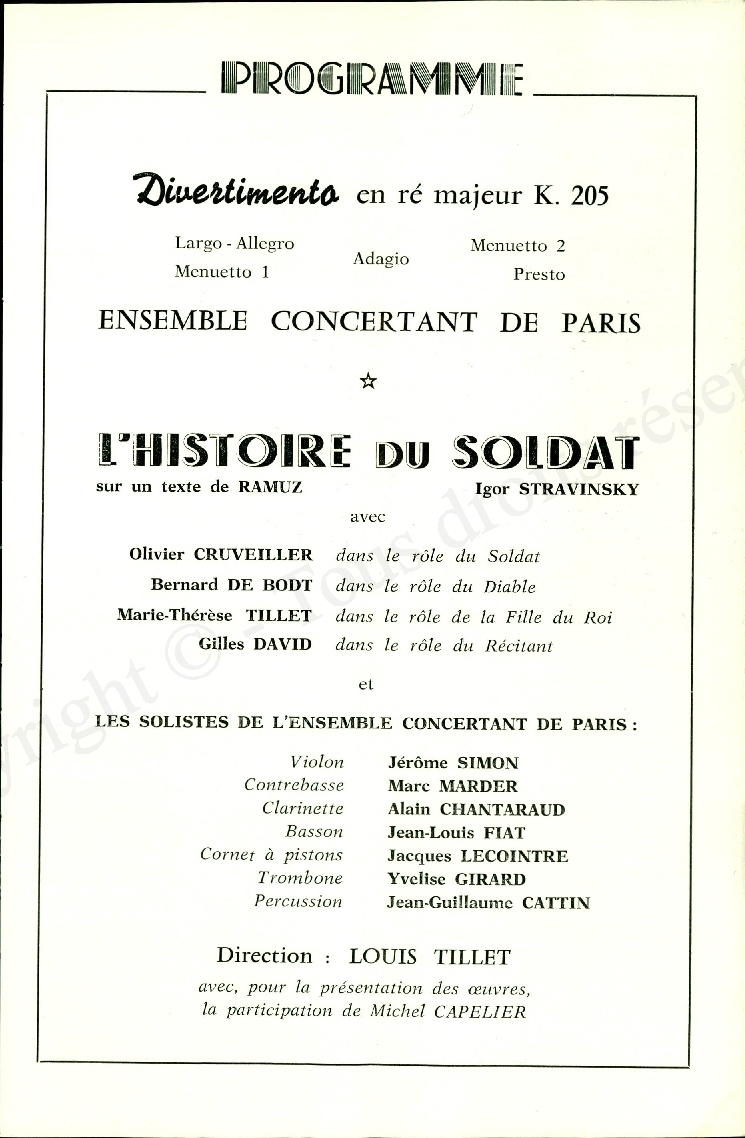 PROGRAMME
Divertimento en ré majeur K. 205
Largo - Allegro
Menuetto 1
Adagio
Menuetto 2
Presto
ENSEMBLE CONCERTANT DE PARIS
L'HISTOIRE DU SOLDAT
sur un texte de RAMUZ Igor STRAVINSKY
avec
Olivier CRUVEILLER dans le rôle du Soldat
Bernard DE BODT dans le rôle du Diable
Marie-Thérèse TILLET dans le rôle de la Fille du Roi
Gilles DAVID dans le rôle du Récitant
et
LES SOLISTES DE L'ENSEMBLE CONCERTANT DE PARIS :
Violon Jérôme SIMON
Contrebasse Marc MARDER
Clarinette Alain CHANTARAUD
Basson Jean-Louis FIAT
Cornet à pistons Jacques LECOINTRE
Trombone Yvelise GIRARD
Percussion Jean-Guillaume CATTIN
Direction : LOUIS TILLET
avec, pour la présentation des œuvres,
la participation de Michel CAPELIER
yright © - Tous droits réser